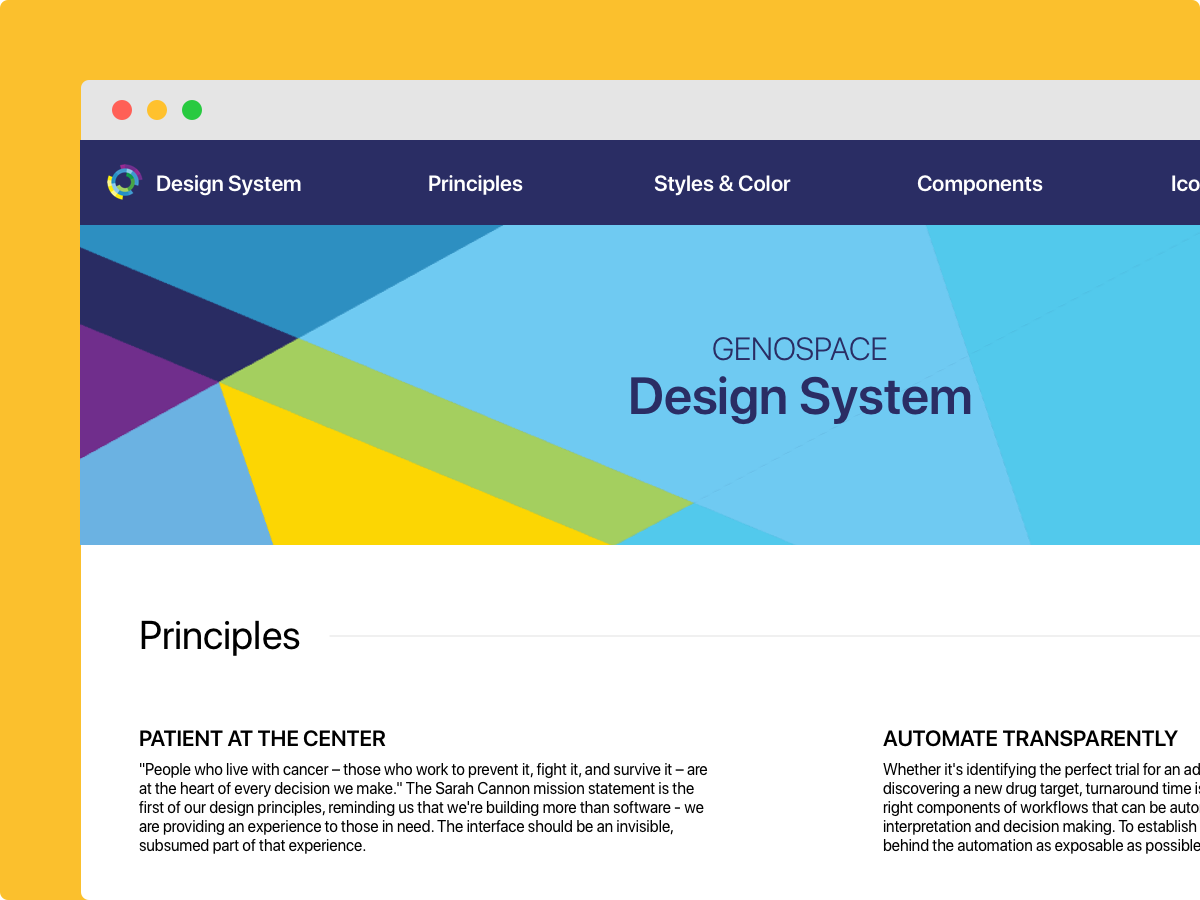 Design System
Principles
Styles & Color
Components
Ico
GENOSPACE
Design System
Principles
PATIENT AT THE CENTER
"People who live with cancer – those who work to prevent it, fight it, and survive it – are
at the heart of every decision we make." The Sarah Cannon mission statement is the
first of our design principles, reminding us that we're building more than software - we
are providing an experience to those in need. The interface should be an invisible,
subsumed part of that experience.
AUTOMATE TRANSPARENTLY
Whether it's identifying the perfect trial for an ad
discovering a new drug target, turnaround time is
right components of workflows that can be auto
interpretation and decision making. To establish
behind the automation as exposable as possible